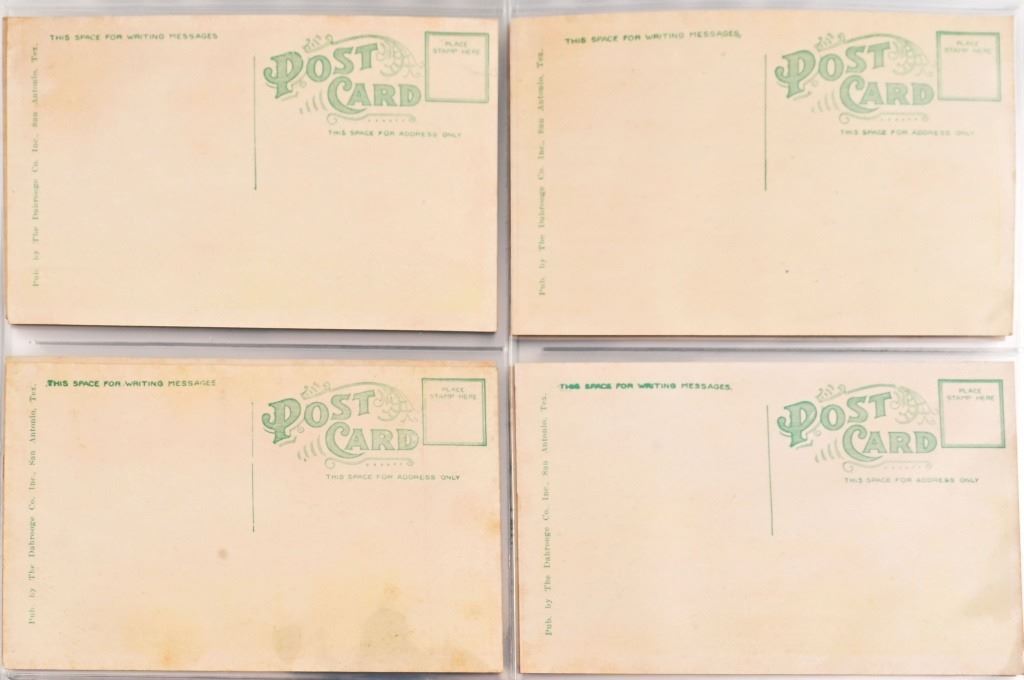 THIS SPACE FOR WRITING MESSAGES
POST
CARD
PLACE
STAMP HERE
THIS SPACE FOR ADDRESS ONLY
Pub. by The Dahrooge Co. Inc., San Antonio, Tex.
THIS SPACE FOR WRITING MESSAGES.
POST
CARD
PLACE
STAMP HERE
THIS SPACE FOR ADDRESS ONLY
Pub. by The Dahrooge Co. Inc., San Antonio, Tex.
THIS SPACE FOR WRITING MESSAGES
POST
CARD
PLACE
STAMP HERE
THIS SPACE FOR ADDRESS ONLY
Pub. by The Dahrooge Co. Inc., San Antonio, Tex.
THIS SPACE FOR WRITING MESSAGES.
POST
CARD
PLACE
STAMP HERE
THIS SPACE FOR ADDRESS ONLY
Pub. by The Dahrooge Co. Inc., San Antonio, Tex.